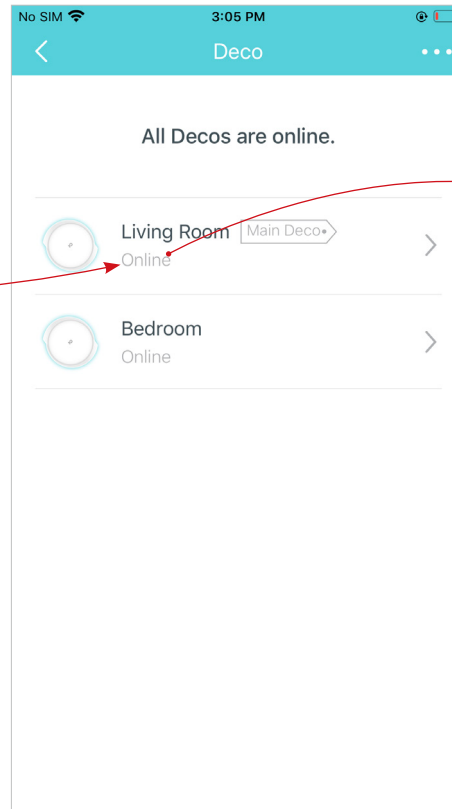 No SIM 3:05 PM
Deco
All Decos are online.
Living Room Main Deco
Online
Bedroom
Online